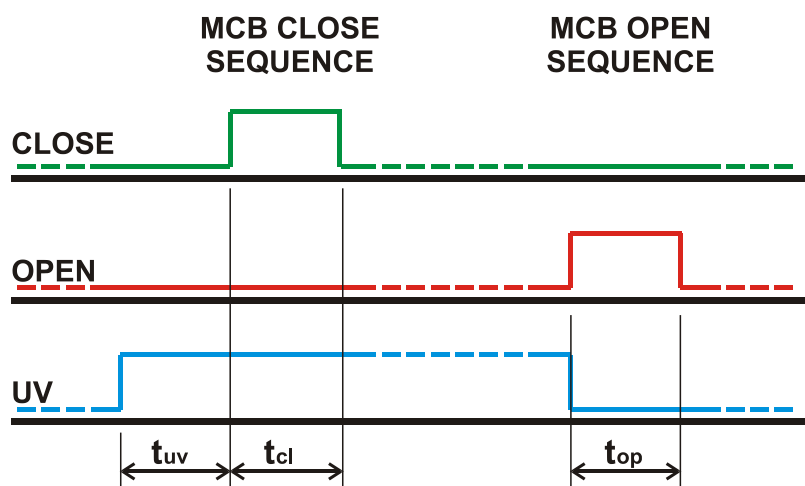 MCB CLOSE
SEQUENCE
MCB OPEN
SEQUENCE
CLOSE
OPEN
UV
tuv
tcl
top